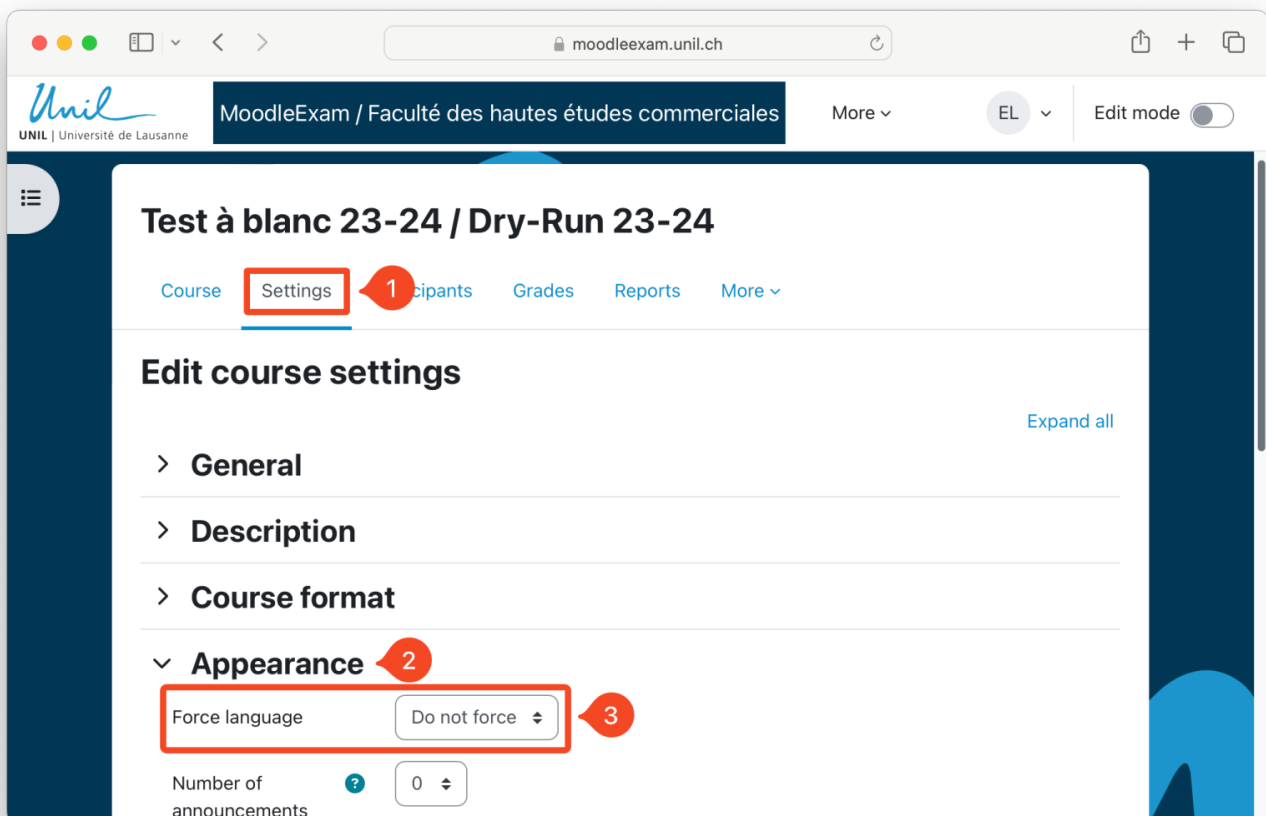 moodleexam.unil.ch
Unil
UNIL | Université de Lausanne
MoodleExam / Faculté des hautes études commerciales
More
EL
Edit mode
Test à blanc 23-24 / Dry-Run 23-24
Course Settings 1 cipants Grades Reports More
Edit course settings
Expand all
General
Description
Course format
Appearance 2
Force language Do not force 3
Number of 0
announcements
?